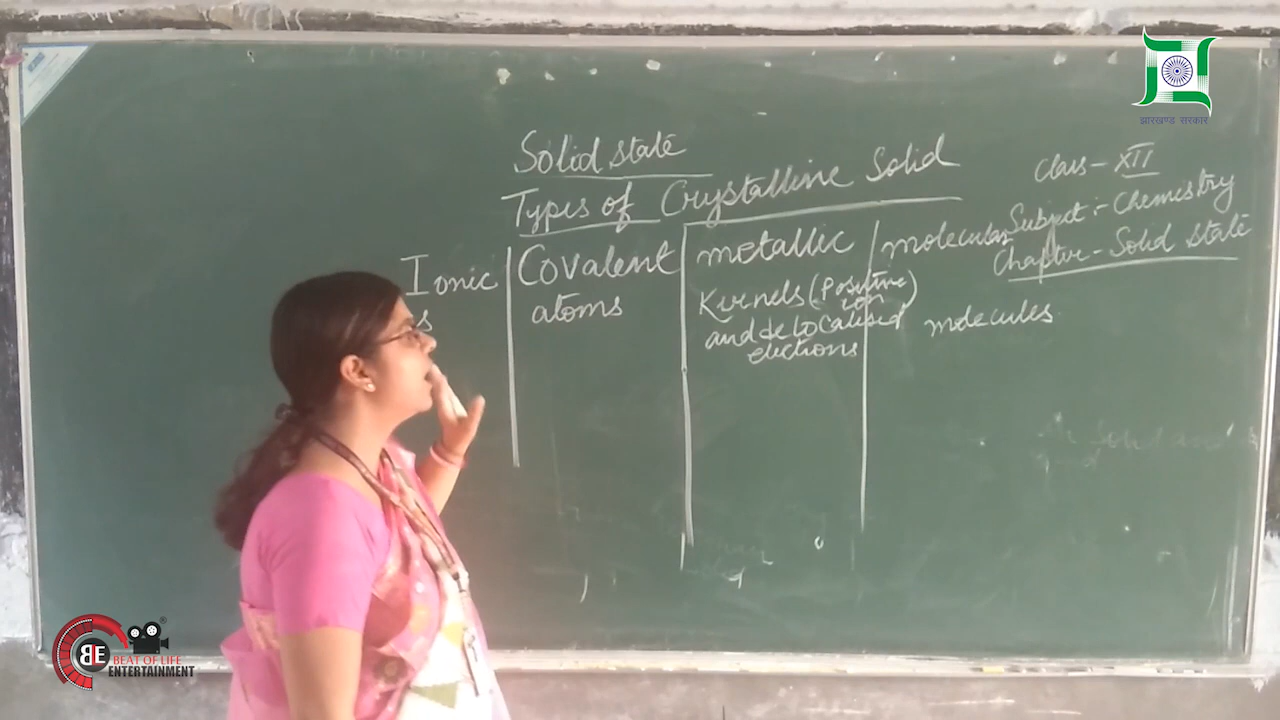 Solid state
Types of Crystalline Solid
Class - XII
Subject :- Chemistry
Chapter - Solid state
Ionic
Covalent
atoms
metallic
Kernels (Positive
ion)
and delocalised
electrons
molecular
molecules
झारखण्ड सरकार
BE
BEAT OF LIFE
ENTERTAINMENT